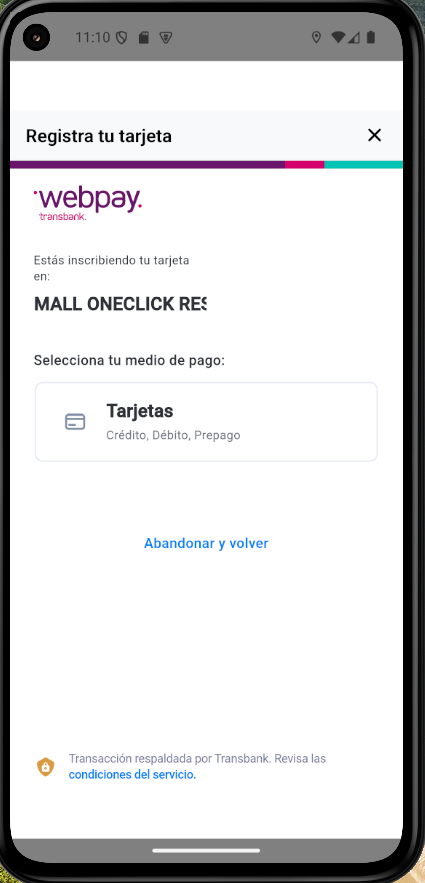 11:10
Registra tu tarjeta
webpay.
transbank.
Estás inscribiendo tu tarjeta
en:
MALL ONECLICK RES
Selecciona tu medio de pago:
Tarjetas
Crédito, Débito, Prepago
Abandonar y volver
Transacción respaldada por Transbank. Revisa las
condiciones del servicio.